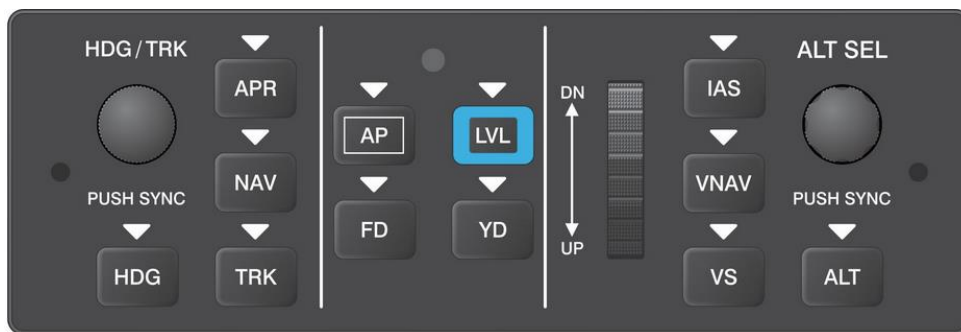 HDG / TRK
APR
NAV
PUSH SYNC
HDG
TRK
AP
LVL
FD
YD
DN
UP
IAS
ALT SEL
VNAV
PUSH SYNC
VS
ALT